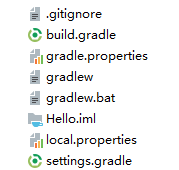 .gitignore
build.gradle
gradle.properties
gradlew
gradlew.bat
Hello.iml
local.properties
settings.gradle